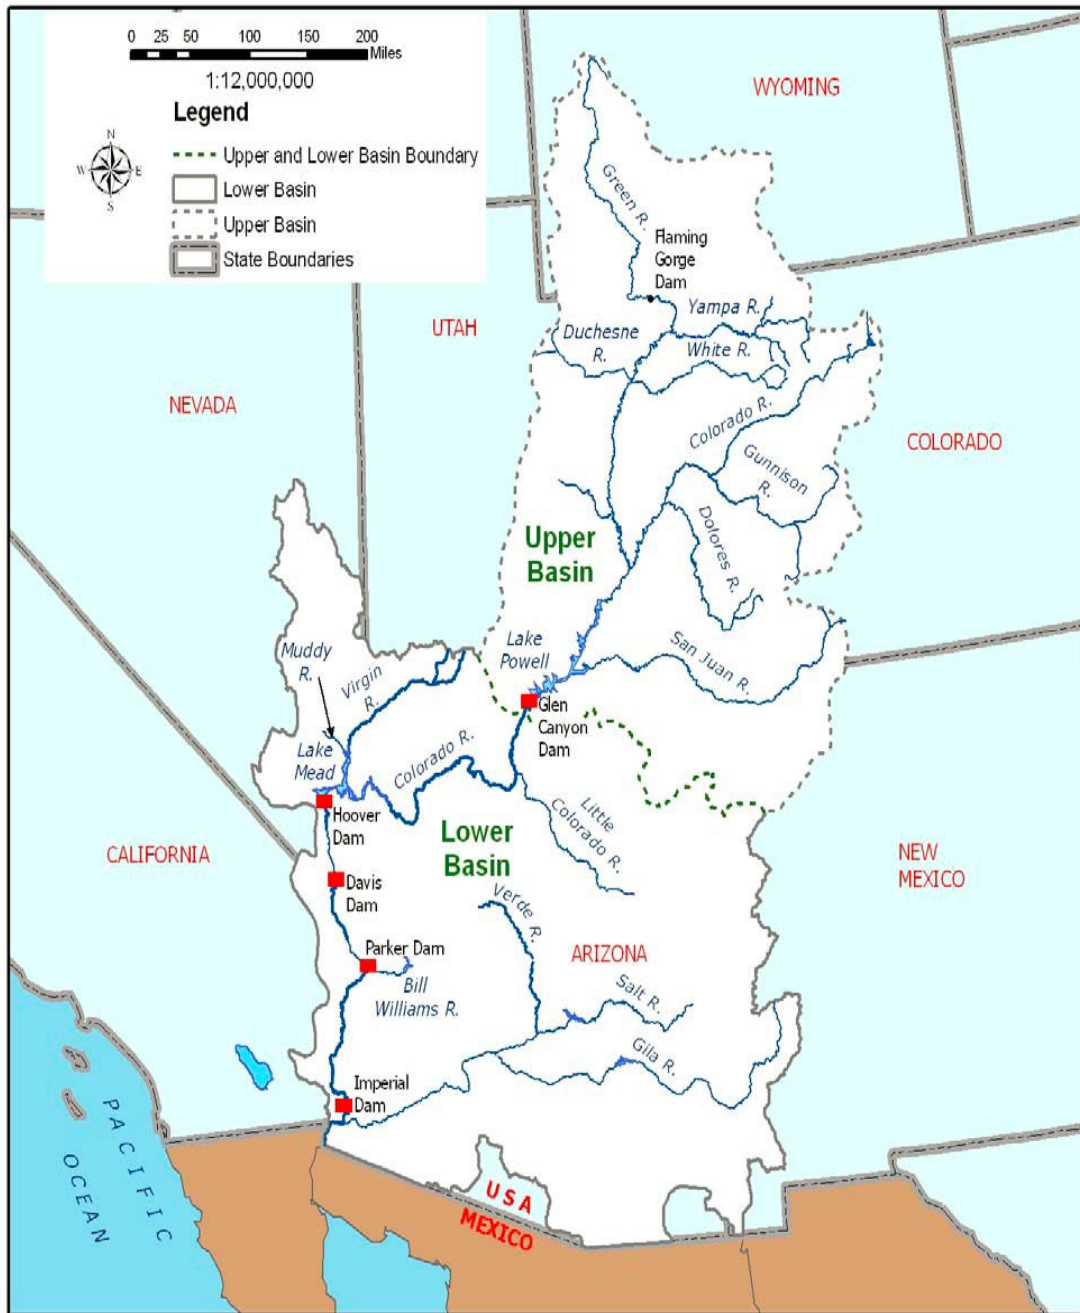 0 25 50 100 150 200
Miles
1:12,000,000
Legend
Upper and Lower Basin Boundary
Lower Basin
Upper Basin
State Boundaries
N
W E
S
WYOMING
Green R.
Flaming
Gorge
Dam
Yampa R.
UTAH
Duchesne
R.
White R.
NEVADA
Colorado R.
COLORADO
Gunnison
R.
Dolores R.
Upper
Basin
Lake
Powell
San Juan R.
Muddy
R.
Virgin
R.
Glen
Canyon
Dam
Lake
Mead
Colorado R.
Hoover
Dam
Little
Colorado R.
Lower
Basin
CALIFORNIA
NEW
MEXICO
Davis
Dam
Verde R.
Parker Dam
ARIZONA
Bill
Williams R.
Salt R.
Gila R.
Imperial
Dam
PACIFIC
OCEAN
USA
MEXICO